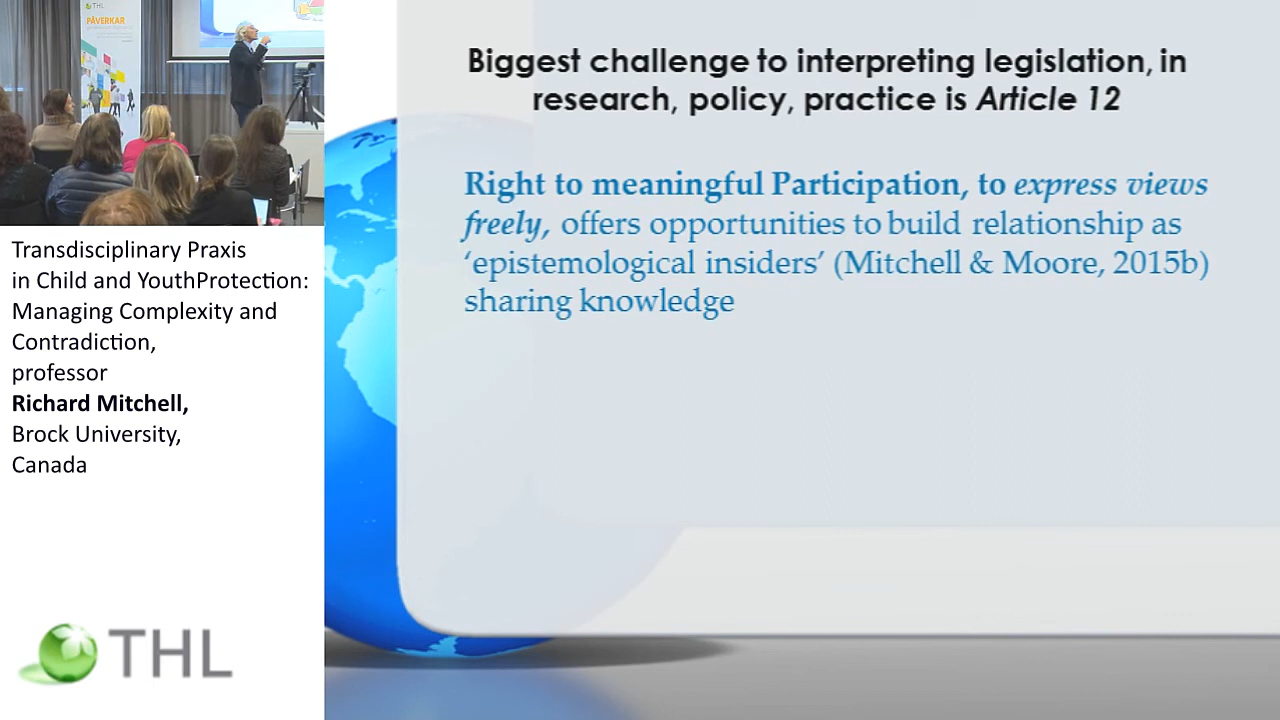 THL
PÅVERKAR
Transdisciplinary Praxis
in Child and YouthProtection:
Managing Complexity and
Contradiction,
professor
Richard Mitchell,
Brock University,
Canada
THL
Biggest challenge to interpreting legislation, in
research, policy, practice is Article 12
Right to meaningful Participation, to express views
freely, offers opportunities to build relationship as
‘epistemological insiders’ (Mitchell & Moore, 2015b)
sharing knowledge